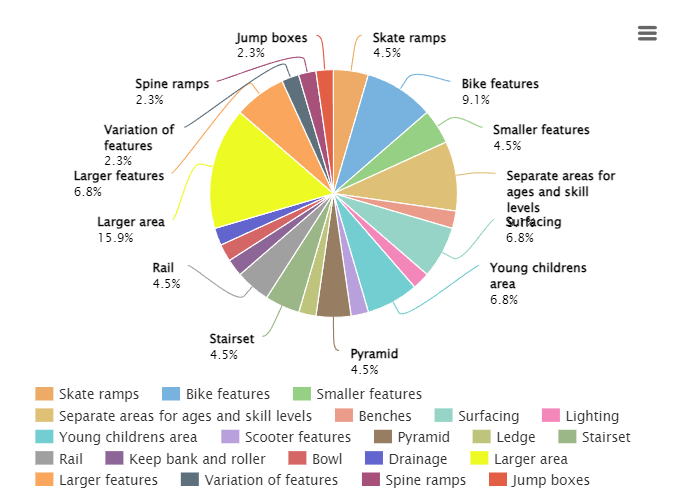 Jump boxes
2.3%
Skate ramps
4.5%
Spine ramps
2.3%
Bike features
9.1%
Variation of
features
2.3%
Smaller features
4.5%
Larger features
6.8%
Separate areas for
ages and skill
levels
Surfacing
6.8%
Larger area
15.9%
Rail
4.5%
Young childrens
area
6.8%
Stairset
4.5%
Pyramid
4.5%
Skate ramps Bike features Smaller features
Separate areas for ages and skill levels Benches Surfacing Lighting
Young childrens area Scooter features Pyramid Ledge Stairset
Rail Keep bank and roller Bowl Drainage Larger area
Larger features Variation of features Spine ramps Jump boxes